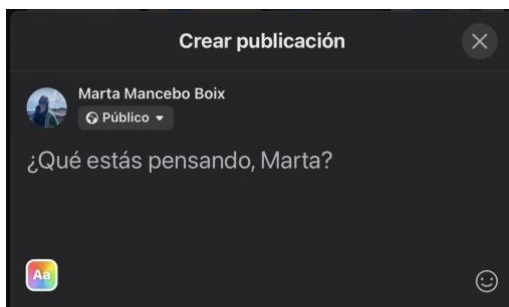 Crear publicación
Marta Mancebo Boix
Público
¿Qué estás pensando, Marta?
Aa